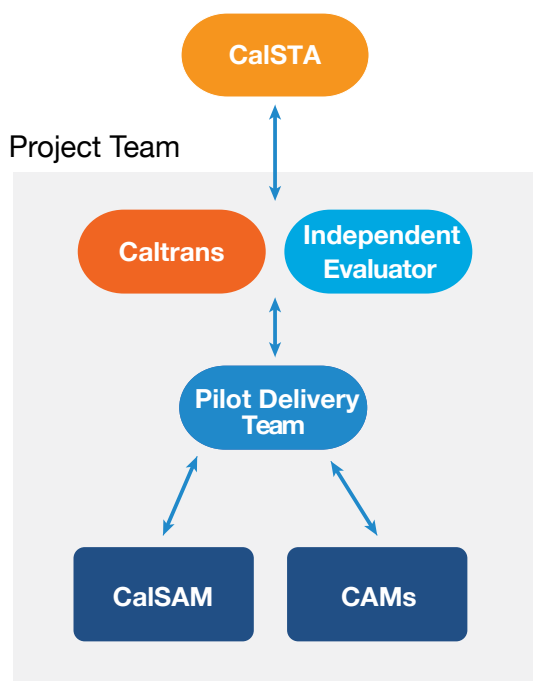 CalSTA
Project Team
Caltrans
Independent
Evaluator
Pilot Delivery
Team
CalSAM
CAMs